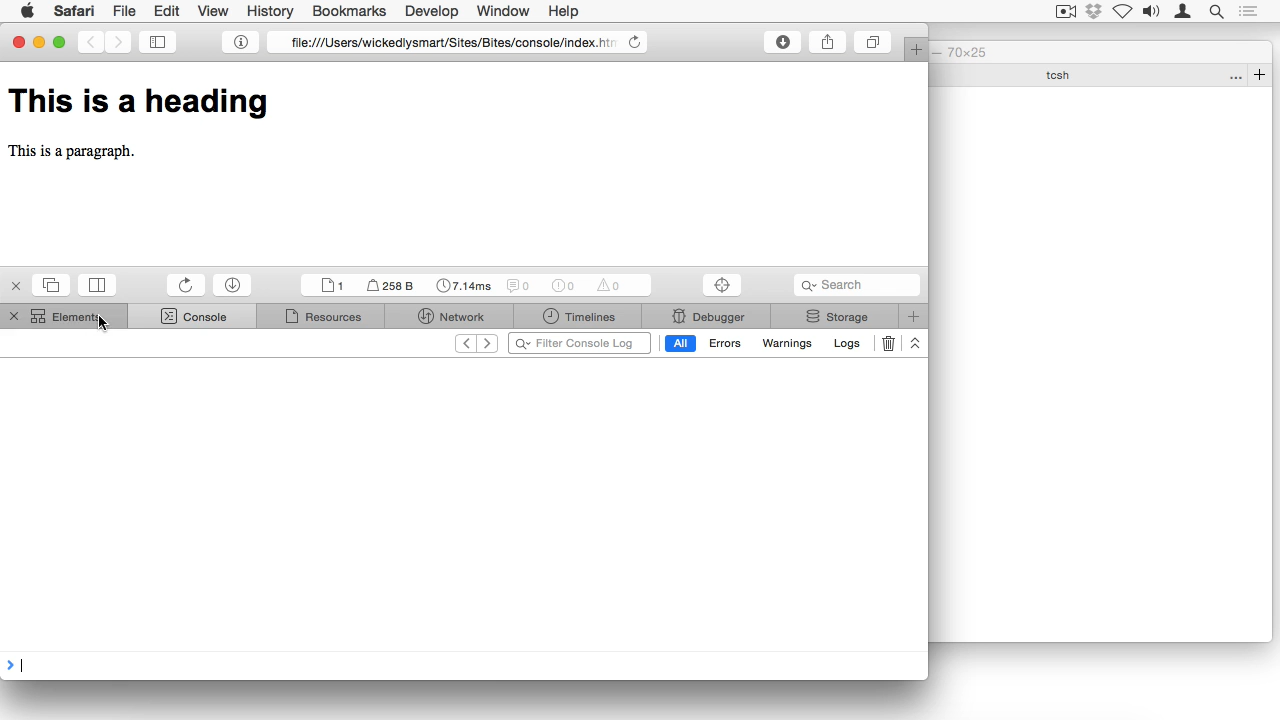 Safari File Edit View History Bookmarks Develop Window Help
file:///Users/wickedlysmart/Sites/Bites/console/index.htm
— 70×25
tcsh ... +
This is a heading
This is a paragraph.
1 258 B 7.14ms 0 0 0 Search
Elements Console Resources Network Timelines Debugger Storage +
Filter Console Log All Errors Warnings Logs